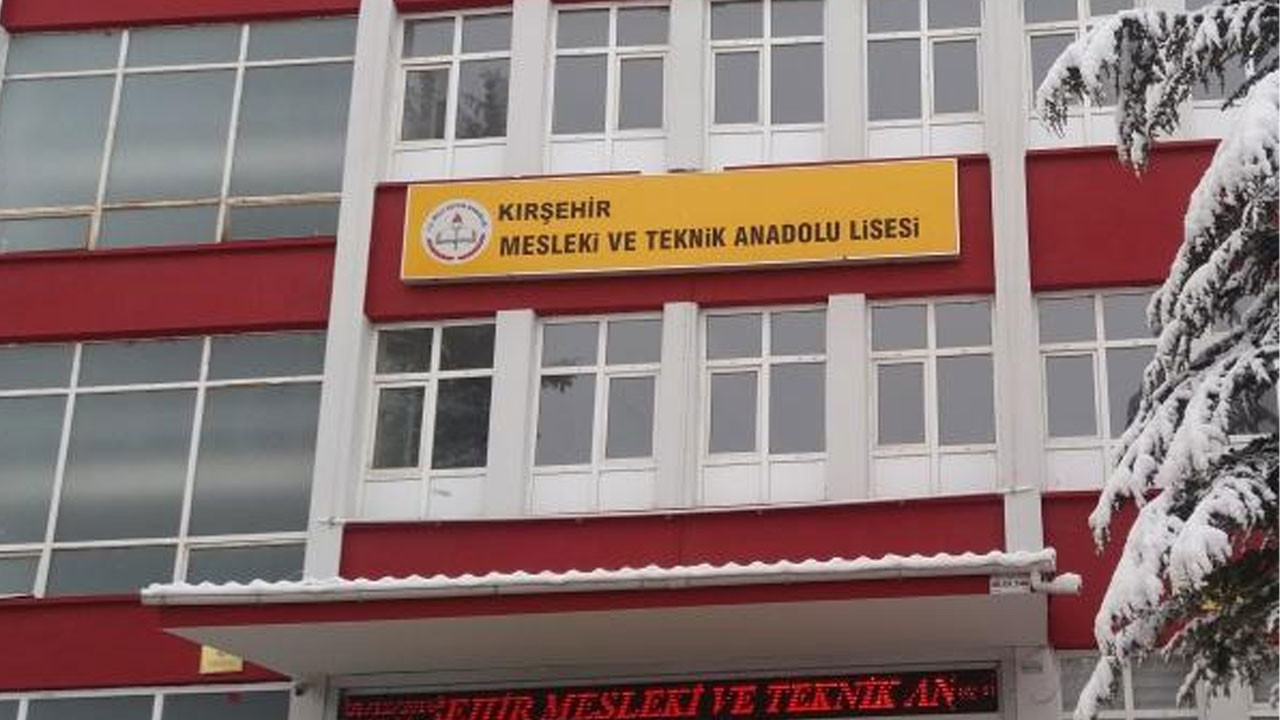 KIRŞEHİR
MESLEKİ VE TEKNİK ANADOLU LİSESİ
EHİR MESLEKİ VE TEKNİK AN